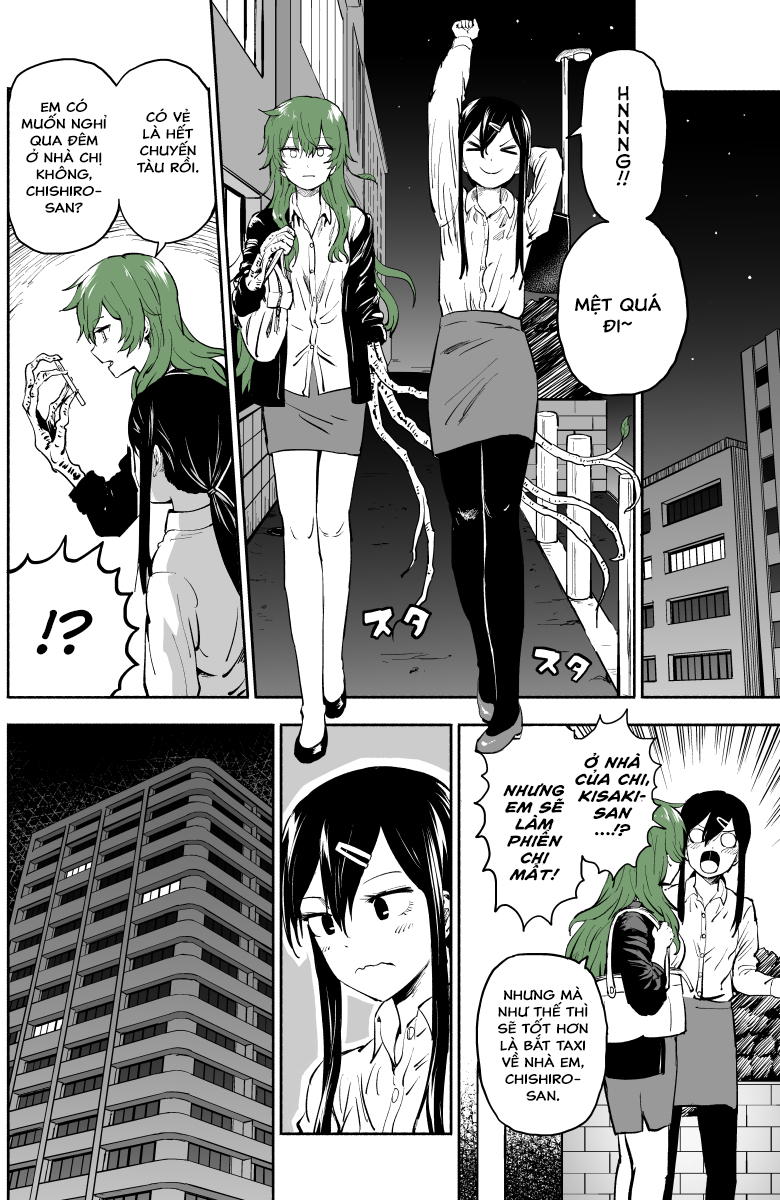 HNNNG!!
MỆT QUÁ
ĐI~
スタ
スタ
CÓ VẺ
LÀ HẾT
CHUYẾN
TÀU RỒI.
EM CÓ
MUỐN NGHỈ
QUA ĐÊM
Ở NHÀ CHỊ
KHÔNG,
CHISHIRO-
SAN?
!?
Ở NHÀ
CỦA CHỊ,
KISAKI-
SAN
...!?
NHƯNG
EM SẼ
LÀM
PHIỀN
CHỊ
MẤT!
NHƯNG MÀ
NHƯ THẾ THÌ
SẼ TỐT HƠN
LÀ BẮT TAXI
VỀ NHÀ EM,
CHISHIRO-
SAN.